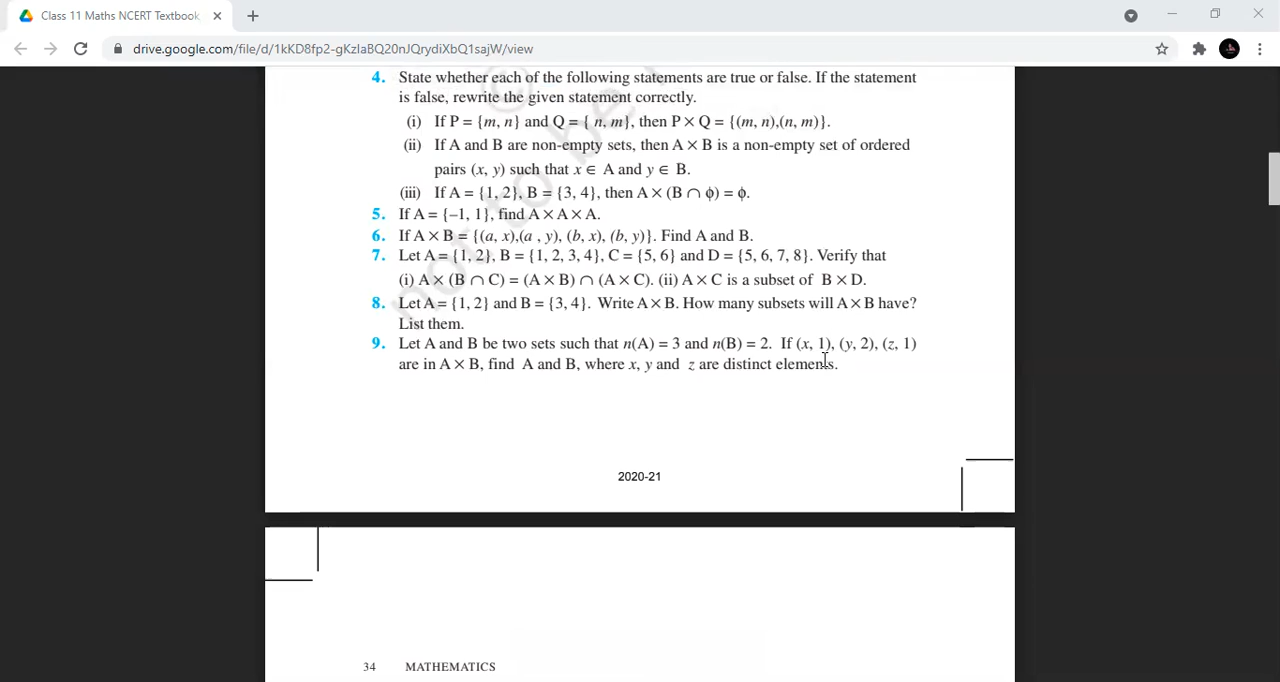 Class 11 Maths NCERT Textbook
drive.google.com/file/d/1kKD8fp2-gKzlaBQ20nJQrydiXbQ1sajW/view
4. State whether each of the following statements are true or false. If the statement
is false, rewrite the given statement correctly.
(i) If P = {m, n} and Q = { n, m}, then P × Q = {(m, n),(n, m)}.
(ii) If A and B are non-empty sets, then A × B is a non-empty set of ordered
pairs (x, y) such that x ∈ A and y ∈ B.
(iii) If A = {1, 2}, B = {3, 4}, then A × (B ∩ ϕ) = ϕ.
5. If A = {–1, 1}, find A × A × A.
6. If A × B = {(a, x),(a , y), (b, x), (b, y)}. Find A and B.
7. Let A = {1, 2}, B = {1, 2, 3, 4}, C = {5, 6} and D = {5, 6, 7, 8}. Verify that
(i) A × (B ∩ C) = (A × B) ∩ (A × C). (ii) A × C is a subset of B × D.
8. Let A = {1, 2} and B = {3, 4}. Write A × B. How many subsets will A × B have?
List them.
9. Let A and B be two sets such that n(A) = 3 and n(B) = 2. If (x, 1), (y, 2), (z, 1)
are in A × B, find A and B, where x, y and z are distinct elements.
not to be
2020-21
34 MATHEMATICS